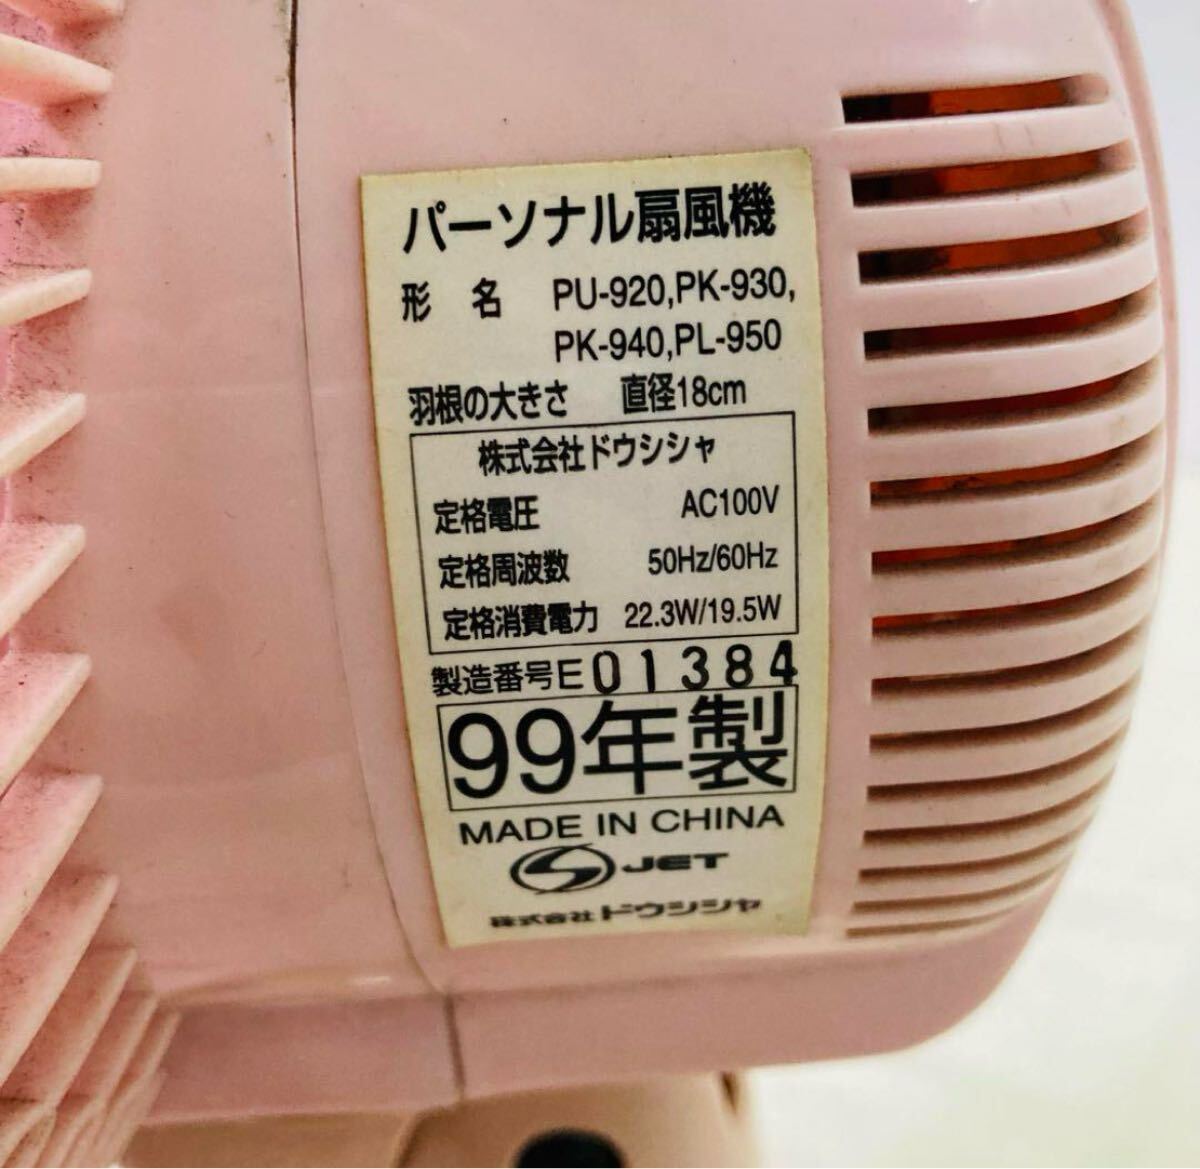 パーソナル扇風機
形 名 PU-920,PK-930,
PK-940,PL-950
羽根の大きさ 直径18cm
株式会社ドウシシャ
定格電圧 AC100V
定格周波数 50Hz/60Hz
定格消費電力 22.3W/19.5W
製造番号E01384
99年製
MADE IN CHINA
JET
株式会社ドウシシャ